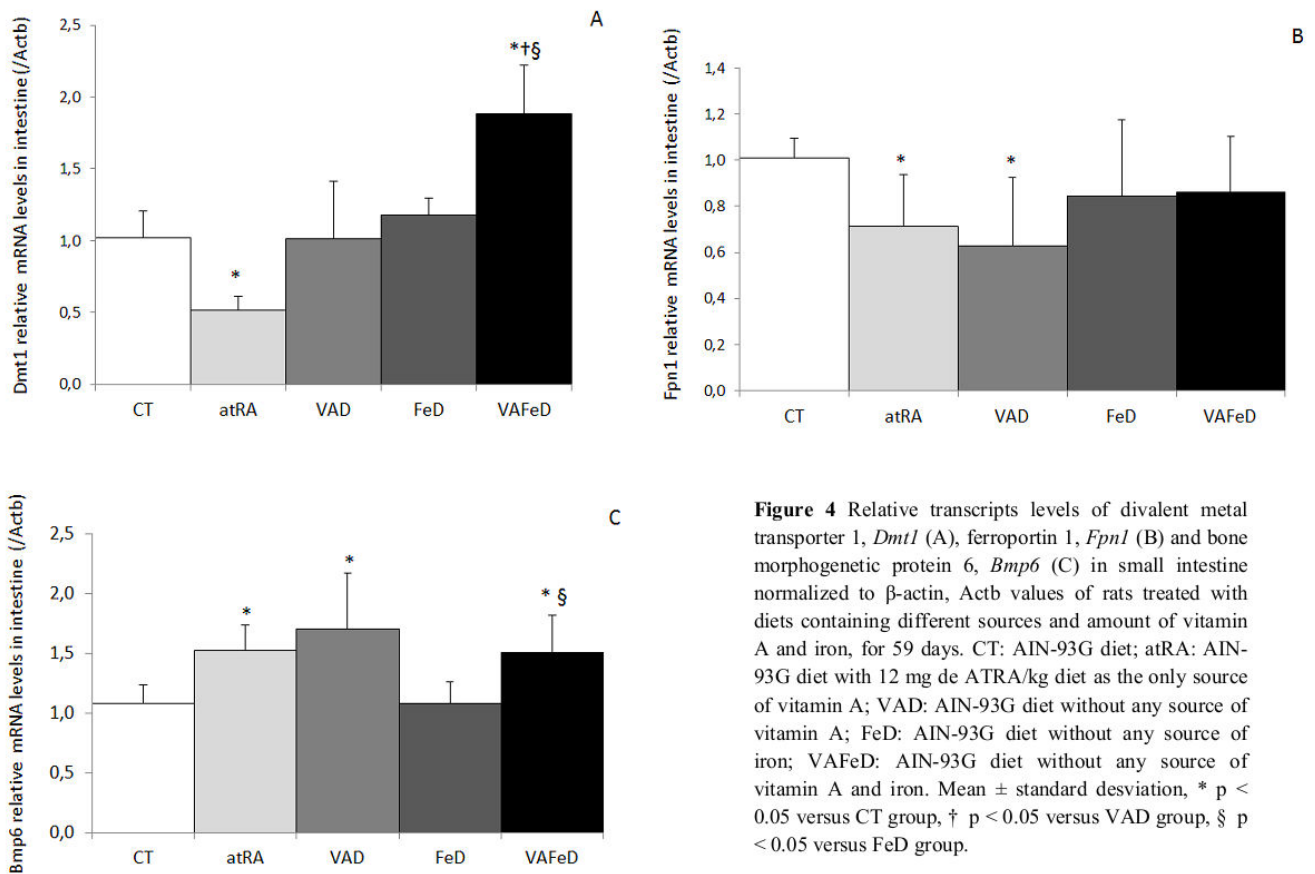 A
Dmt1 relative mRNA levels in intestine (/Actb)
2,5
2,0
1,5
1,0
0,5
0,0
*
*†§
CT atRA VAD FeD VAFeD
B
Fpn1 relative mRNA levels in intestine (/Actb)
1,4
1,2
1,0
0,8
0,6
0,4
0,2
0,0
* *
CT atRA VAD FeD VAFeD
C
Bmp6 relative mRNA levels in intestine (/Actb)
2,5
2,0
1,5
1,0
0,5
0,0
*
*
* §
CT atRA VAD FeD VAFeD
Figure 4 Relative transcripts levels of divalent metal
transporter 1, Dmt1 (A), ferroportin 1, Fpn1 (B) and bone
morphogenetic protein 6, Bmp6 (C) in small intestine
normalized to β-actin, Actb values of rats treated with
diets containing different sources and amount of vitamin
A and iron, for 59 days. CT: AIN-93G diet; atRA: AIN-
93G diet with 12 mg de ATRA/kg diet as the only source
of vitamin A; VAD: AIN-93G diet without any source of
vitamin A; FeD: AIN-93G diet without any source of
iron; VAFeD: AIN-93G diet without any source of
vitamin A and iron. Mean ± standard desviation, * p <
0.05 versus CT group, † p < 0.05 versus VAD group, § p
< 0.05 versus FeD group.